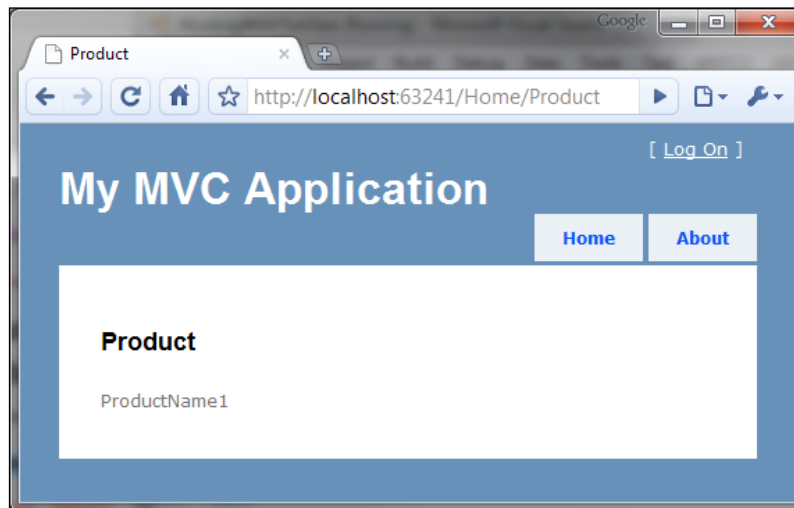 Google
Product
http://localhost:63241/Home/Product
[ Log On ]
My MVC Application
Home About
Product
ProductName1